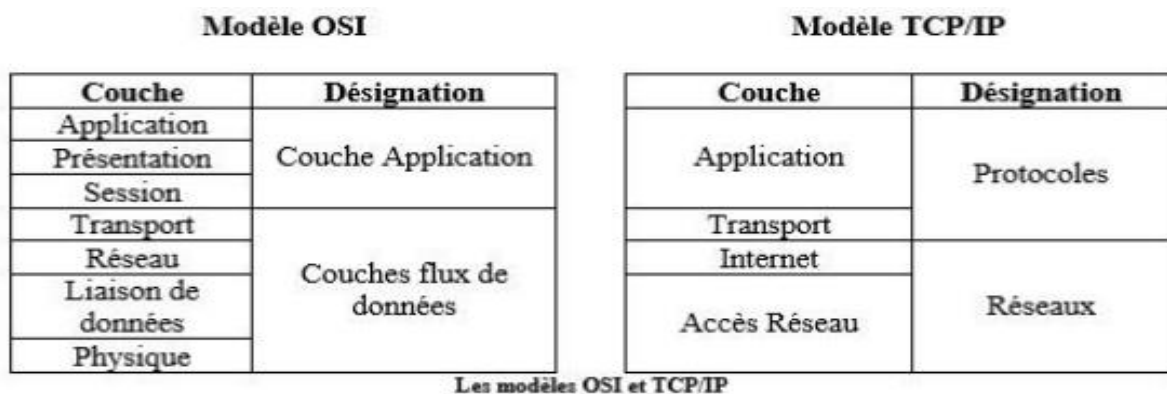 Modèle OSI
Couche Désignation
Application
Présentation
Session
Couche Application
Transport
Réseau
Liaison de
données
Physique
Couches flux de
données
Modèle TCP/IP
Couche Désignation
Application
Transport
Protocoles
Internet
Accès Réseau
Réseaux
Les modèles OSI et TCP/IP